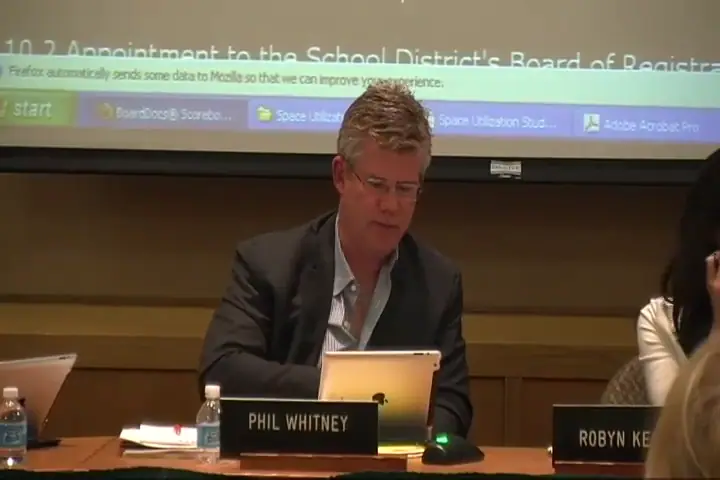 10.2 Appointment to the School District's Board of Registra
Firefox automatically sends some data to Mozilla so that we can improve your experience.
start BoardDocs® Scorebo... Space Utilizat Space Utilization Stud... Adobe Acrobat Pro
PHIL WHITNEY
ROBYN KE